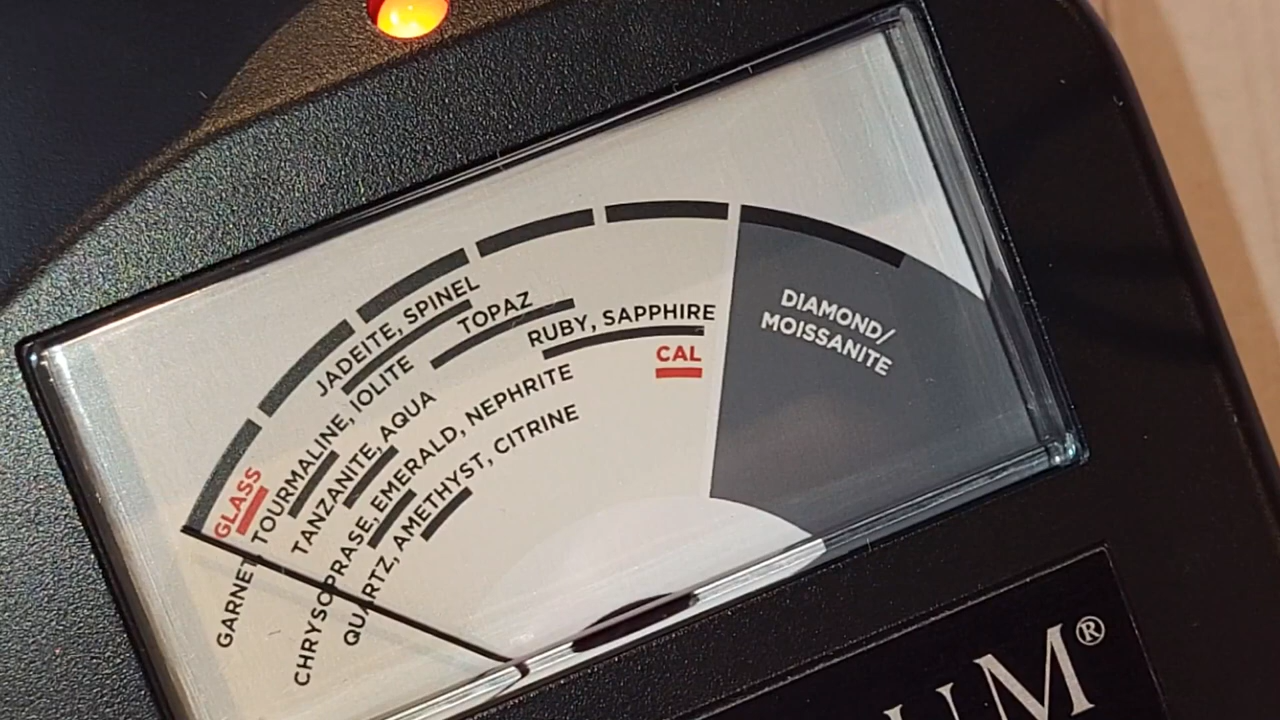 JADEITE, SPINEL
TOPAZ
RUBY, SAPPHIRE
CAL
DIAMOND/
MOISSANITE
GLASS
GARNET, TOURMALINE, IOLITE
TANZANITE, AQUA
CHRYSOPRASE, EMERALD, NEPHRITE
QUARTZ, AMETHYST, CITRINE
UM®